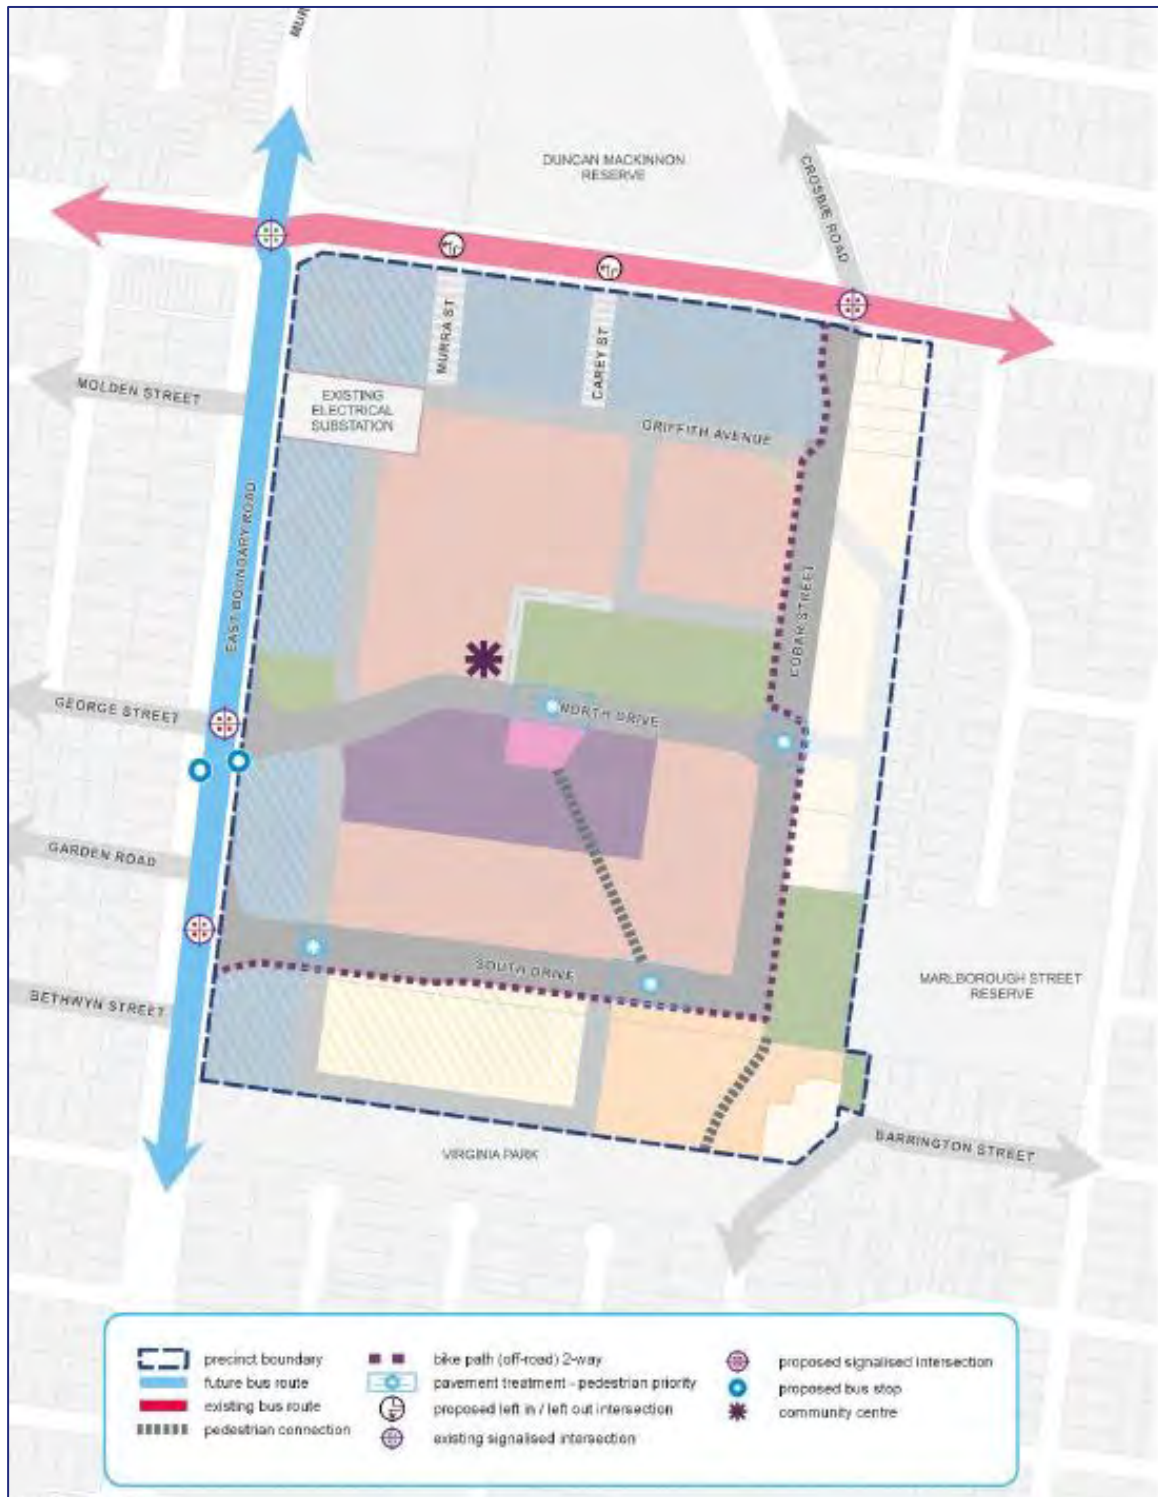 MUR
DUNCAN MACKINNON
RESERVE
CROSBIE ROAD
MURRA ST
CAREY ST
MOLDEN STREET
EXISTING
ELECTRICAL
SUBSTATION
GRIFFITH AVENUE
EAST BOUNDARY ROAD
COBAR STREET
GEORGE STREET
NORTH DRIVE
GARDEN ROAD
SOUTH DRIVE
MARLBOROUGH STREET
RESERVE
BETHWYN STREET
BARRINGTON STREET
VIRGINIA PARK
precinct boundary
future bus route
existing bus route
pedestrian connection
bike path (off-road) 2-way
pavement treatment - pedestrian priority
proposed left in / left out intersection
existing signalised intersection
proposed signalised intersection
proposed bus stop
community centre